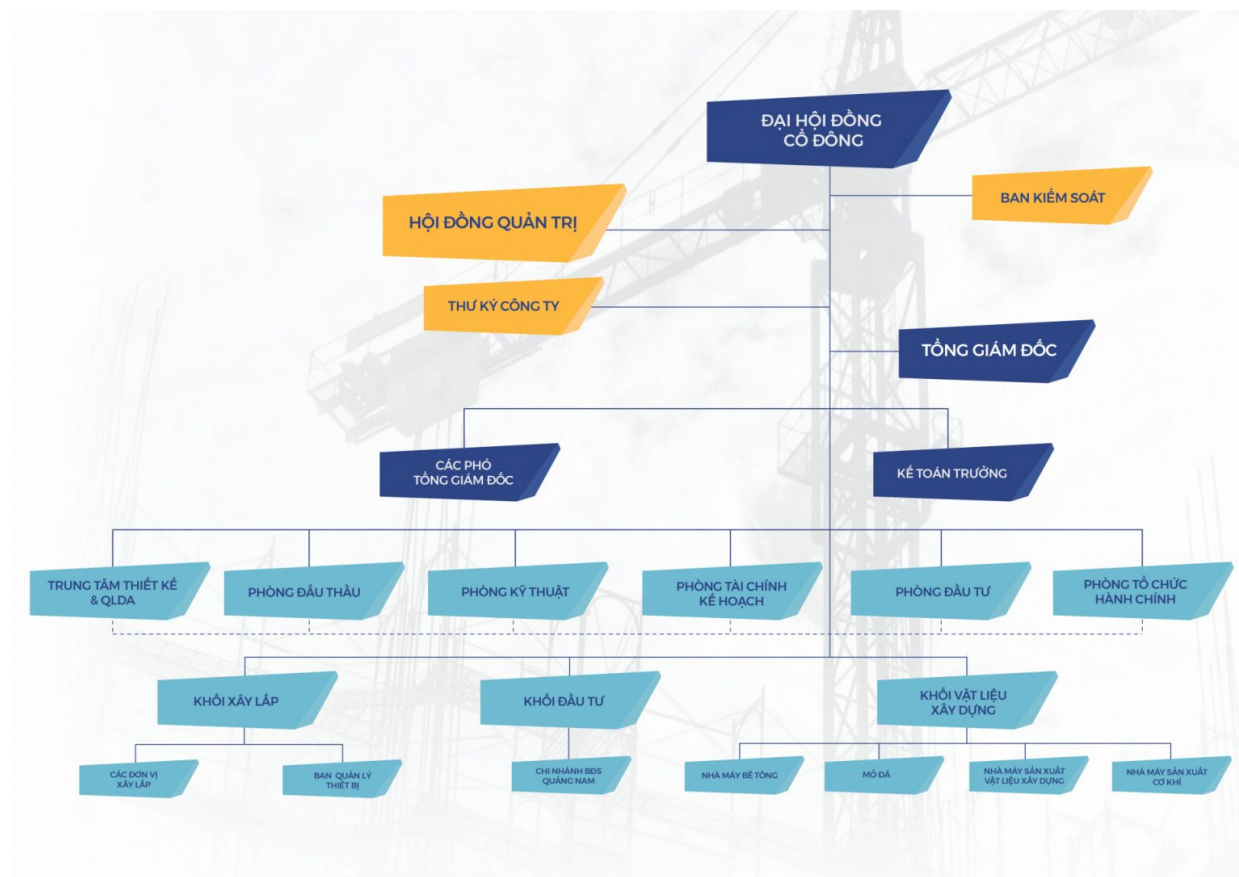 ĐẠI HỘI ĐỒNG
CỔ ĐÔNG
BAN KIỂM SOÁT
HỘI ĐỒNG QUẢN TRỊ
THƯ KÝ CÔNG TY
TỔNG GIÁM ĐỐC
CÁC PHÓ
TỔNG GIÁM ĐỐC
KẾ TOÁN TRƯỞNG
TRUNG TÂM THIẾT KẾ
& QLDA
PHÒNG ĐẤU THẦU
PHÒNG KỸ THUẬT
PHÒNG TÀI CHÍNH
KẾ HOẠCH
PHÒNG ĐẦU TƯ
PHÒNG TỔ CHỨC
HÀNH CHÍNH
KHỐI XÂY LẮP
KHỐI ĐẦU TƯ
KHỐI VẬT LIỆU
XÂY DỰNG
CÁC ĐƠN VỊ
XÂY LẮP
BAN QUẢN LÝ
THIẾT BỊ
CHI NHÁNH BĐS
QUẢNG NAM
NHÀ MÁY BÊ TÔNG
MỎ ĐÁ
NHÀ MÁY SẢN XUẤT
VẬT LIỆU XÂY DỰNG
NHÀ MÁY SẢN XUẤT
CƠ KHÍ